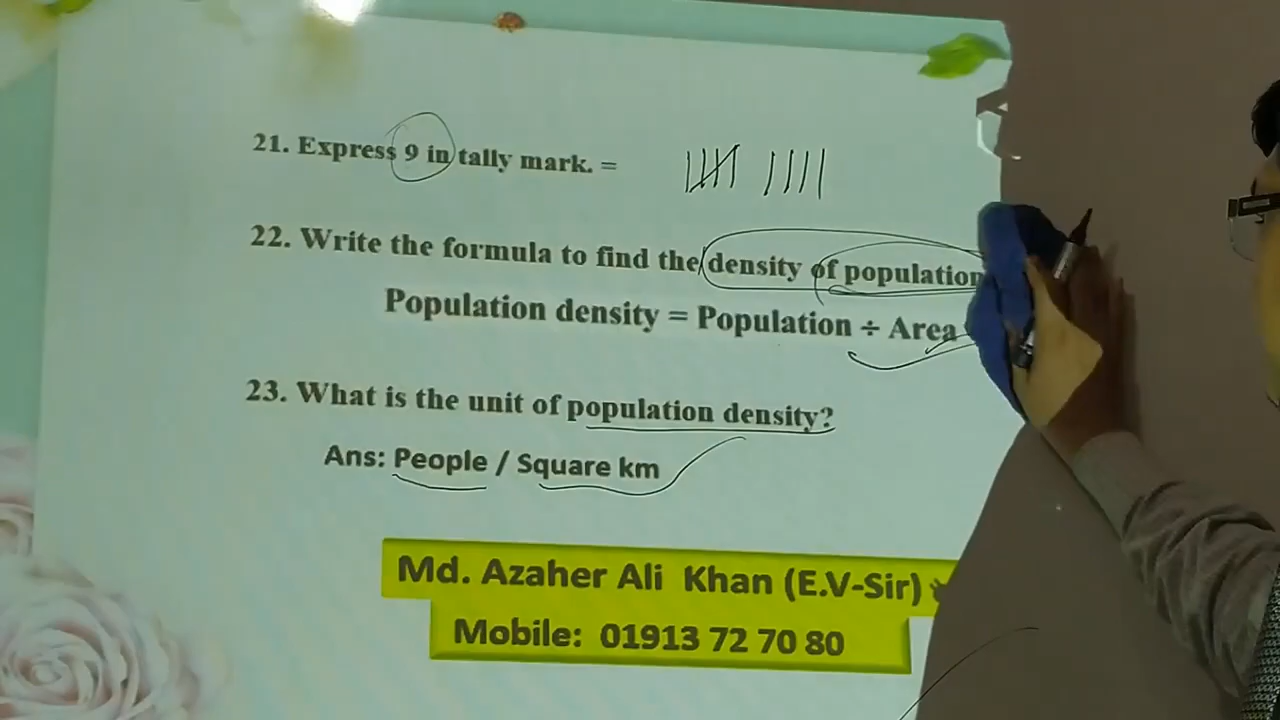 21. Express 9 in tally mark. =
22. Write the formula to find the density of population
Population density = Population ÷ Area
23. What is the unit of population density?
Ans: People / Square km
Md. Azaher Ali Khan (E.V-Sir)
Mobile: 01913 72 70 80